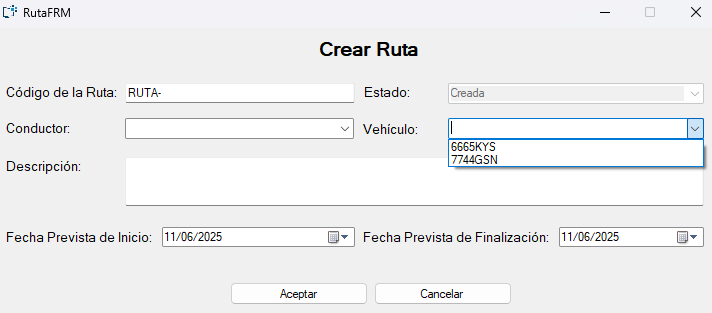 RutaFRM
Crear Ruta
Código de la Ruta: RUTA- Estado: Creada
Conductor: Vehículo:
6665KYS
7744GSN
Descripción:
Fecha Prevista de Inicio: 11/06/2025 Fecha Prevista de Finalización: 11/06/2025
Aceptar Cancelar